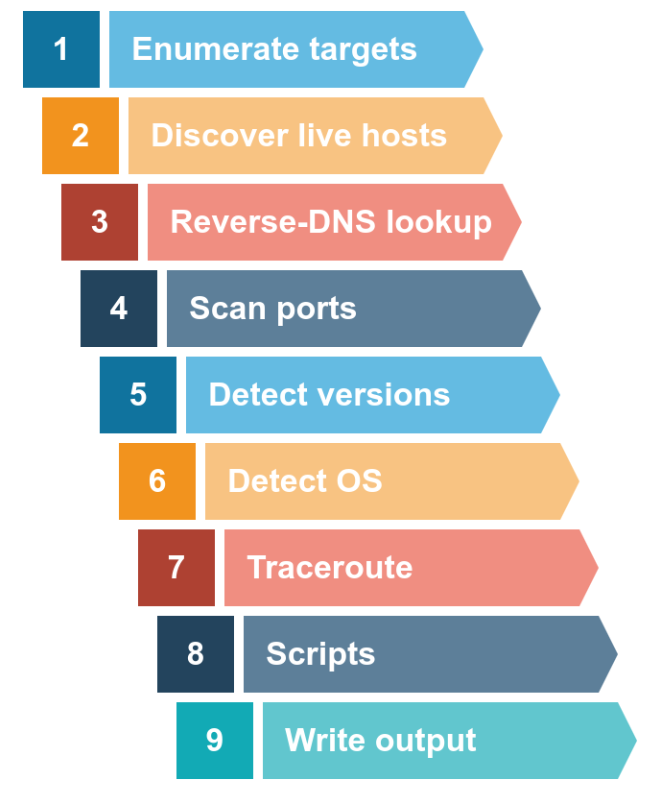 1 Enumerate targets
2 Discover live hosts
3 Reverse-DNS lookup
4 Scan ports
5 Detect versions
6 Detect OS
7 Traceroute
8 Scripts
9 Write output